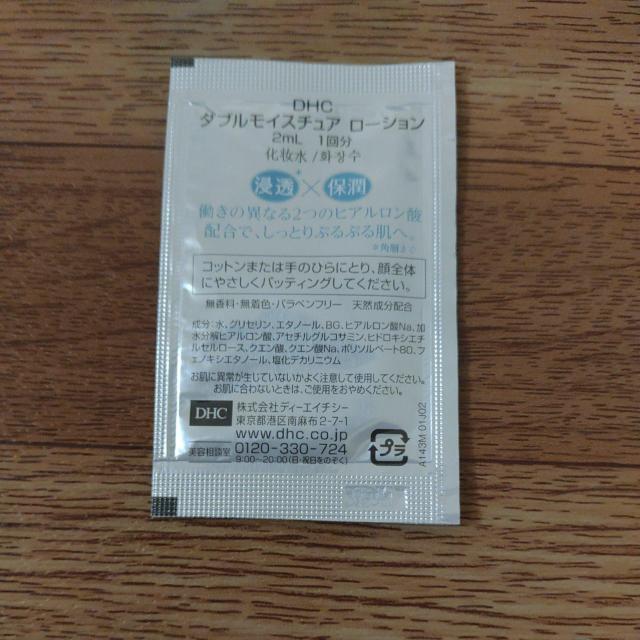 DHC
ダブルモイスチュア ローション
2mL 1回分
化妝水/화장수
浸透*×保潤
働きの異なる2つのヒアルロン酸
配合で、しっとりぷるぷる肌へ。
*角層まで
コットンまたは手のひらにとり、顔全体
にやさしくパッティングしてください。
無香料・無着色・パラベンフリー 天然成分配合
成分:水、グリセリン、エタノール、BG、ヒアルロン酸Na、加
水分解ヒアルロン酸、アセチルグルコサミン、ヒドロキシエチ
ルセルロース、クエン酸、クエン酸Na、ポリソルベート80、フ
ェノキシエタノール、塩化デカリニウム
お肌に異常が生じていないかよく注意して使用してください。
お肌に合わないときは、ご使用をおやめください。
DHC 株式会社ディーエイチシー
東京都港区南麻布2-7-1
www.dhc.co.jp
美容相談室 0120-330-724
9:00~20:00(日・祝日をのぞく)
プラ
A1143M 01U02